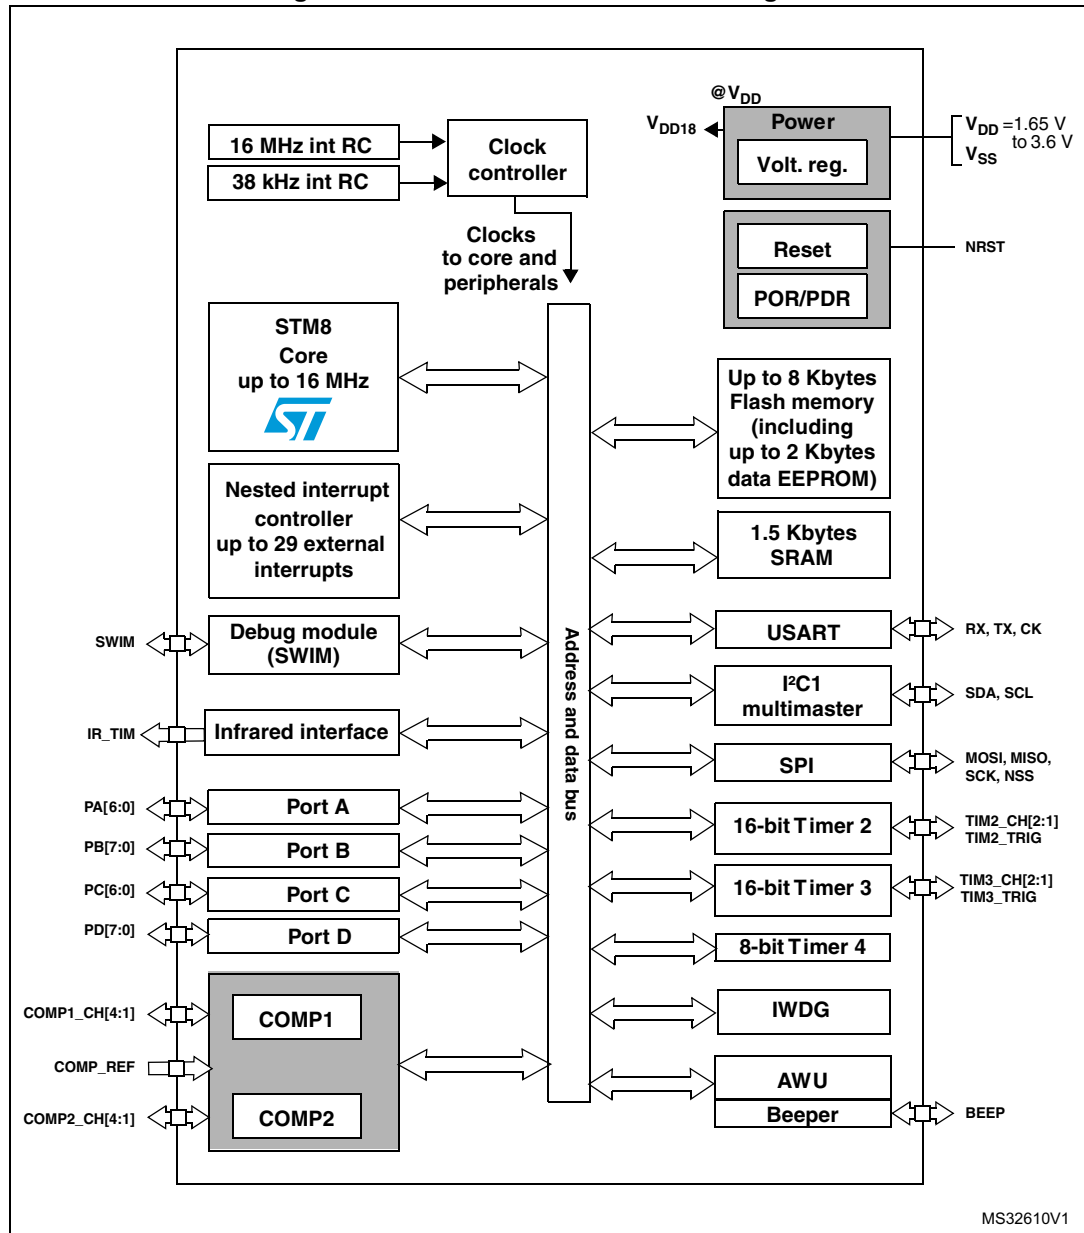 @VDD
VDD18
Power
Volt. reg.
VDD =1.65 V
to 3.6 V
VSS
16 MHz int RC
38 kHz int RC
Clock
controller
Clocks
to core and
peripherals
Reset
POR/PDR
NRST
STM8
Core
up to 16 MHz
ST
Up to 8 Kbytes
Flash memory
(including
up to 2 Kbytes
data EEPROM)
Nested interrupt
controller
up to 29 external
interrupts
1.5 Kbytes
SRAM
Address and data bus
SWIM
Debug module
(SWIM)
USART
RX, TX, CK
I²C1
multimaster
SDA, SCL
IR_TIM
Infrared interface
SPI
MOSI, MISO,
SCK, NSS
PA[6:0]
Port A
16-bit Timer 2
TIM2_CH[2:1]
TIM2_TRIG
PB[7:0]
Port B
PC[6:0]
Port C
16-bit Timer 3
TIM3_CH[2:1]
TIM3_TRIG
PD[7:0]
Port D
8-bit Timer 4
COMP1_CH[4:1]
COMP1
IWDG
COMP_REF
AWU
COMP2_CH[4:1]
COMP2
Beeper
BEEP
MS32610V1